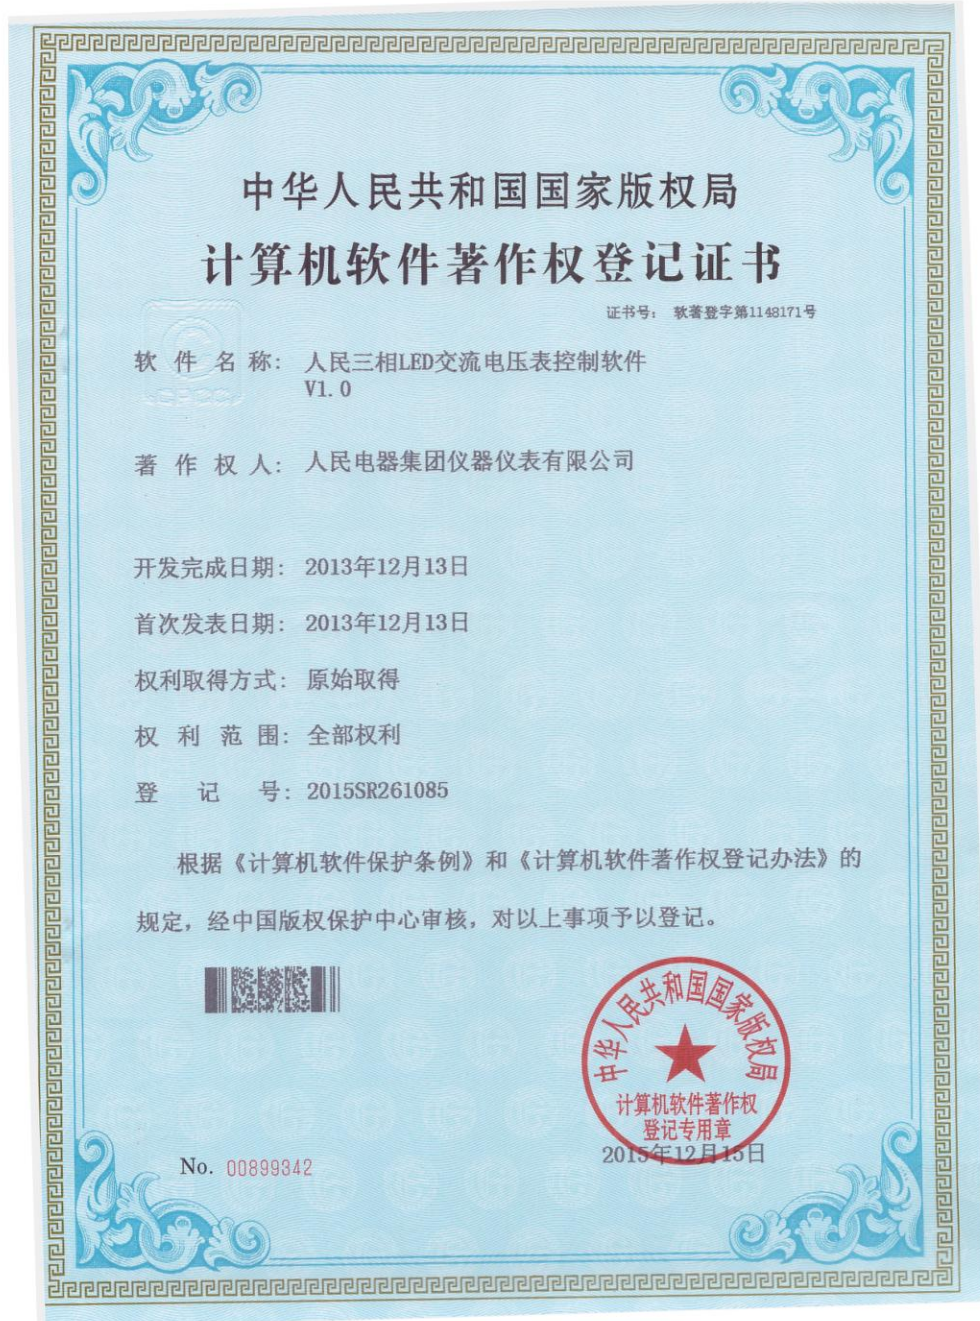 中华人民共和国国家版权局
计算机软件著作权登记证书
证书号： 软著登字第1148171号
软件名称： 人民三相LED交流电压表控制软件
V1.0
著作权人： 人民电器集团仪器仪表有限公司
开发完成日期： 2013年12月13日
首次发表日期： 2013年12月13日
权利取得方式： 原始取得
权利范围： 全部权利
登记号： 2015SR261085
根据《计算机软件保护条例》和《计算机软件著作权登记办法》的
规定，经中国版权保护中心审核，对以上事项予以登记。
中华人民共和国国家版权局
计算机软件著作权
登记专用章
2015年12月15日
No. 00899342
CPCC